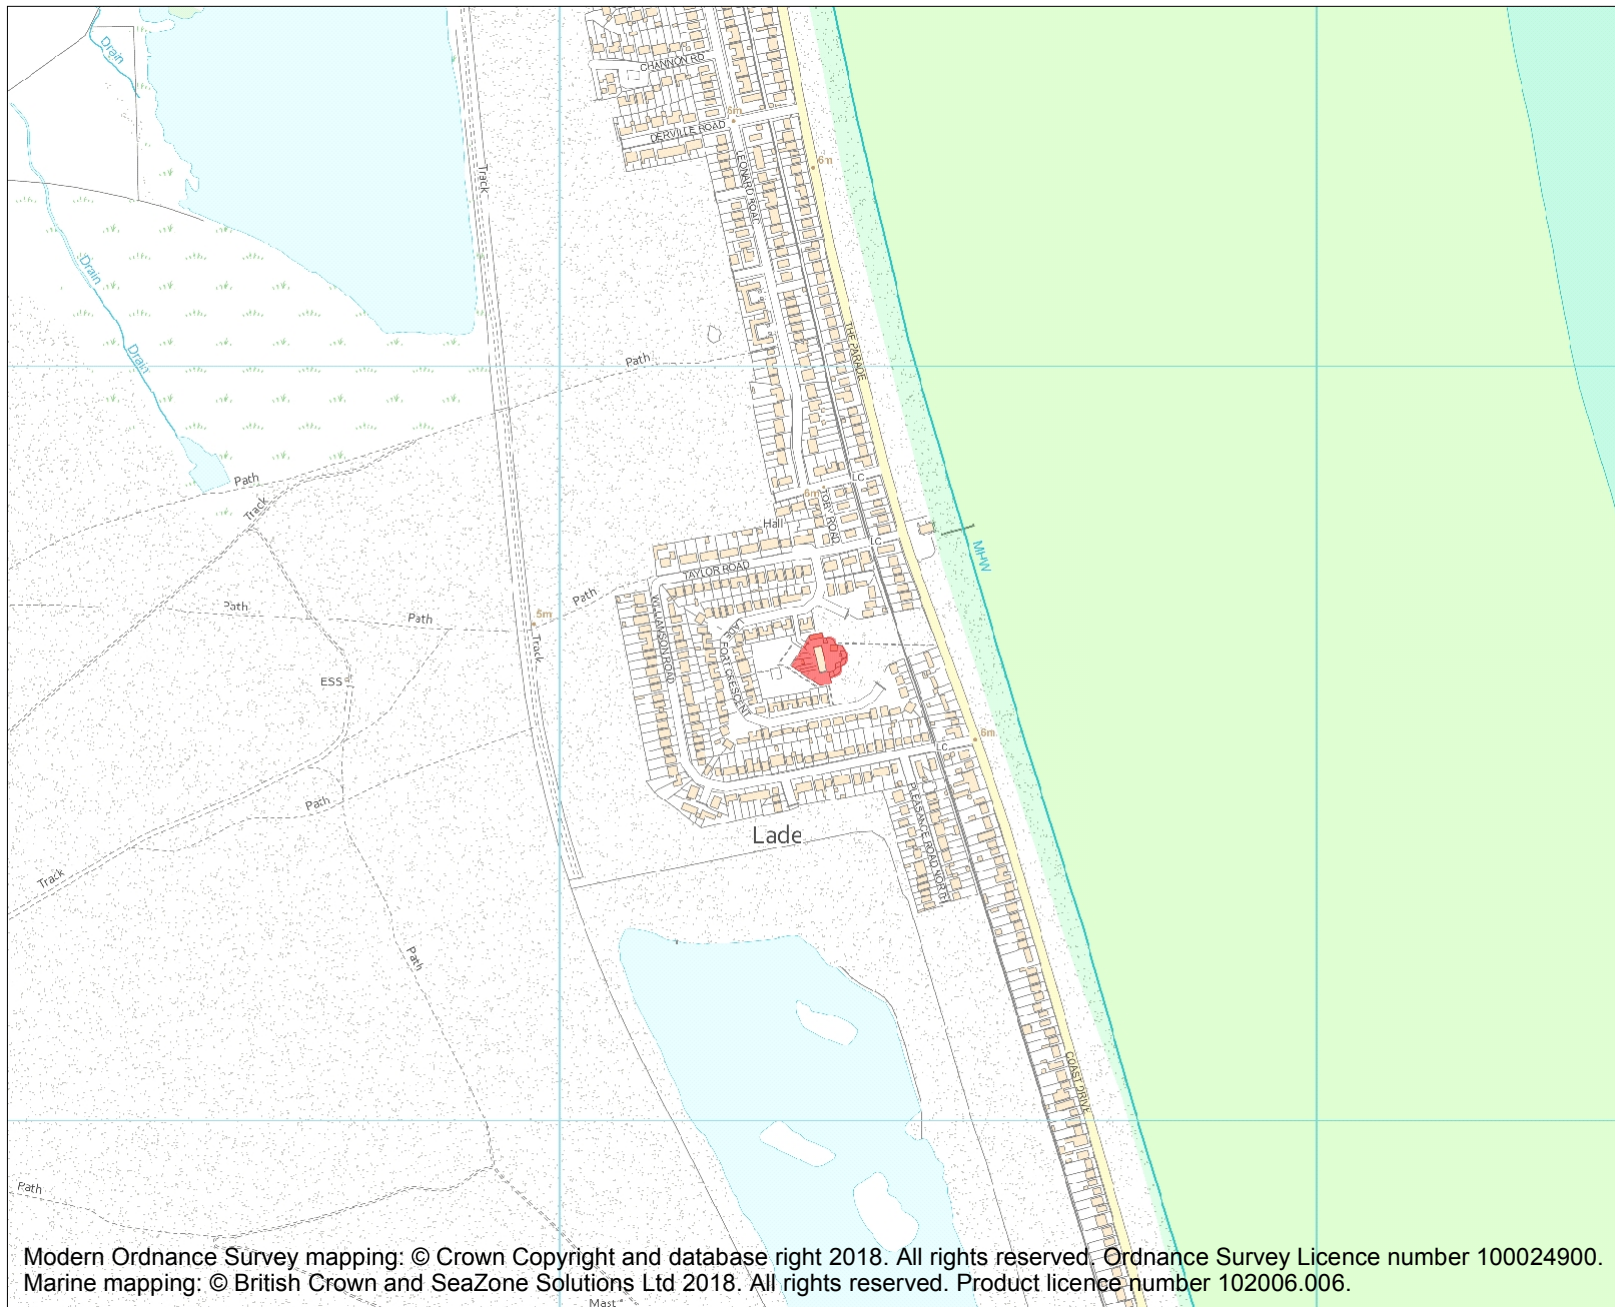 Drain
CHANNON RD
6m
DERVILLE ROAD
6m
Track
LEONARD ROAD
Drain
THE PARADE
Drain
Path
Path
Track
LC
6m
TOBY ROAD
Hall
LC
MHW
TAYLOR ROAD
Path
Path
Path
5m
WILLIAMSON ROAD
Track
LADE FORT CRESCENT
ESS
6m
LC
Path
PLEASANCE ROAD NORTH
Lade
Track
Path
COAST DRIVE
Path
Modern Ordnance Survey mapping: © Crown Copyright and database right 2018. All rights reserved. Ordnance Survey Licence number 100024900.
Marine mapping: © British Crown and SeaZone Solutions Ltd 2018. All rights reserved. Product licence number 102006.006.
Mast